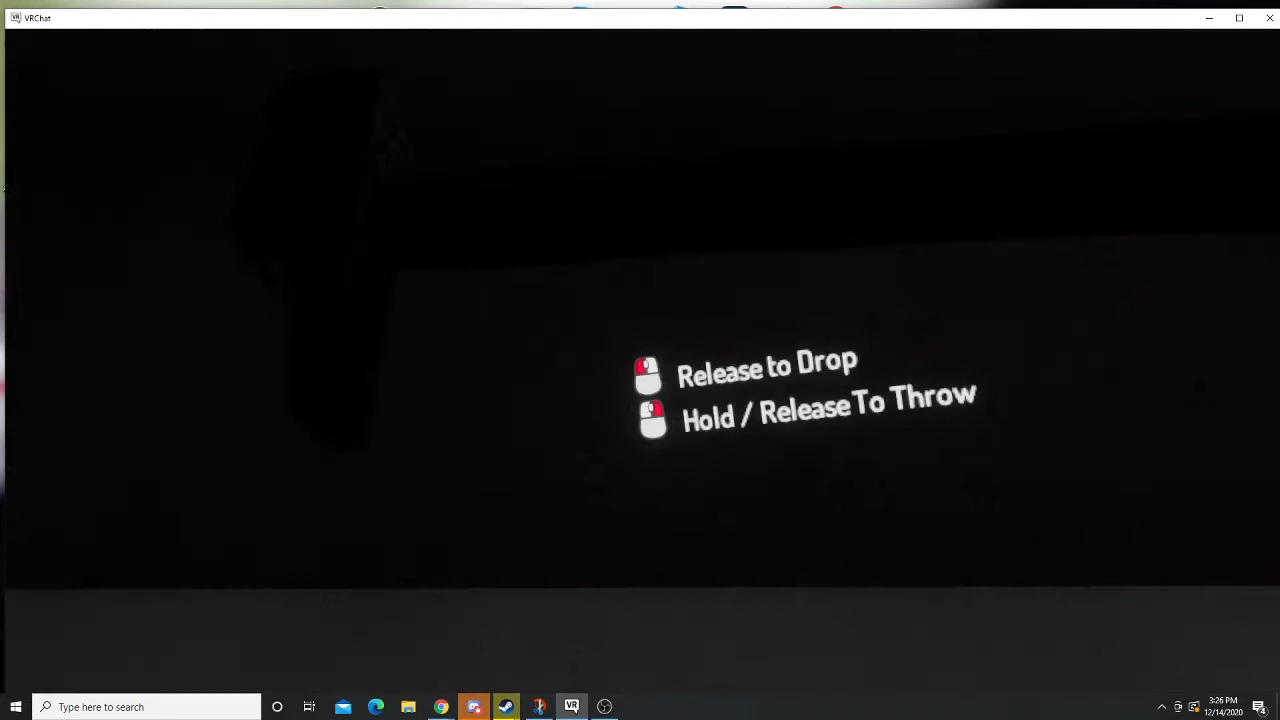 VRChat
Release to Drop
Hold / Release To Throw
Type here to search
3:26 PM
12/14/2020